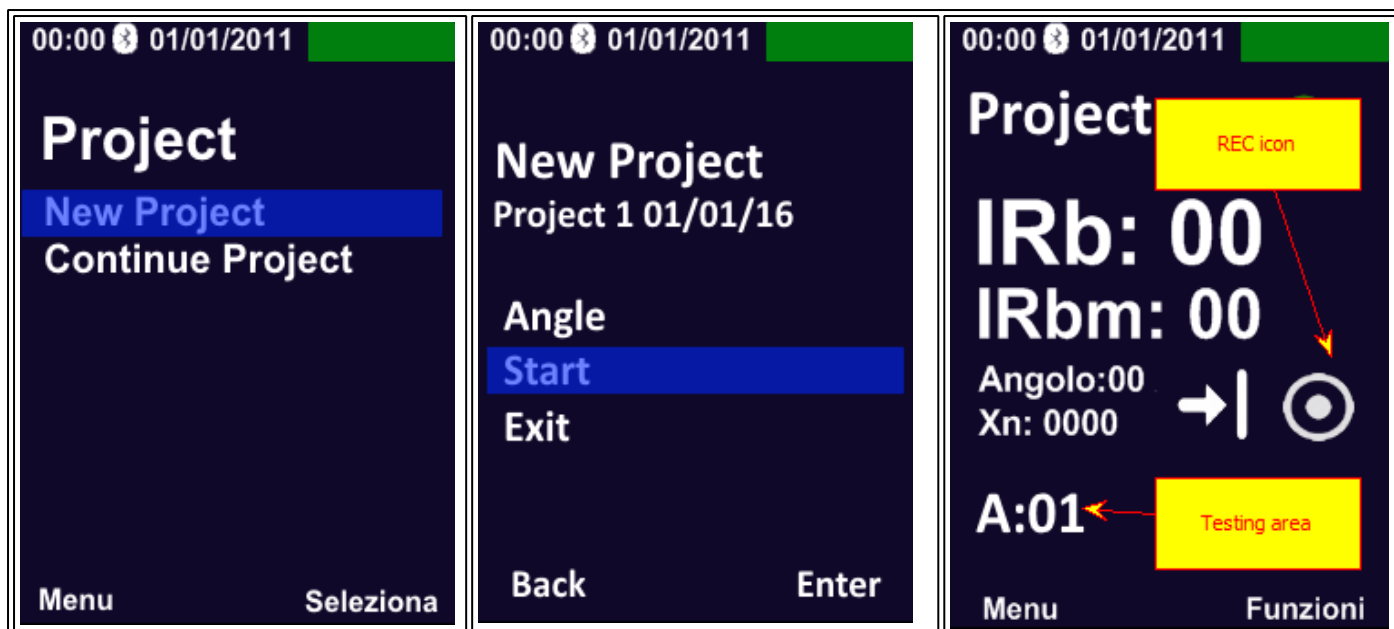 00:00 01/01/2011
Project
New Project
Continue Project
Menu Seleziona
00:00 01/01/2011
New Project
Project 1 01/01/16
Angle
Start
Exit
Back Enter
00:00 01/01/2011
Project
REC icon
IRb: 00
IRbm: 00
Angolo:00
Xn: 0000
A:01
Testing area
Menu Funzioni